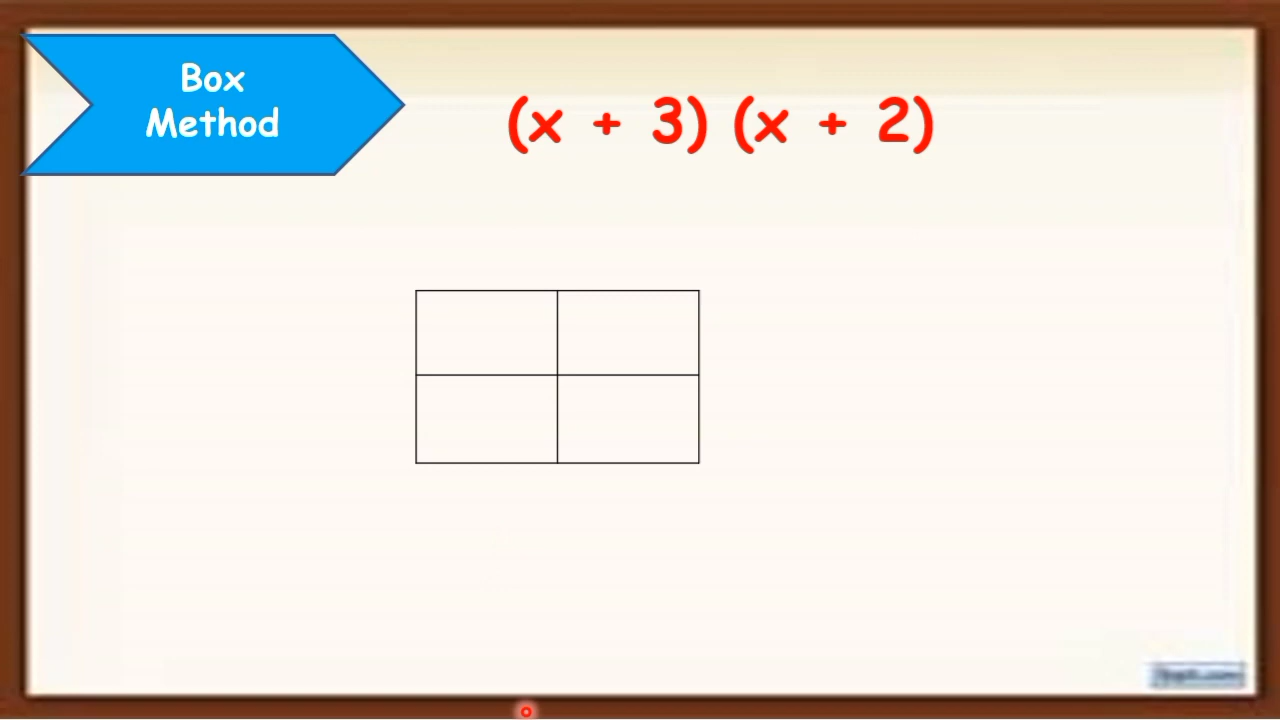 Box
Method
(x + 3) (x + 2)